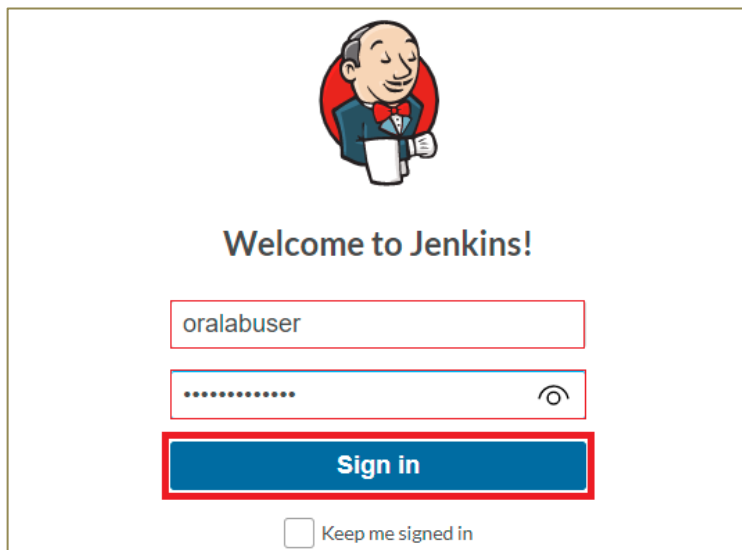 Welcome to Jenkins!
oralabuser
•••••••••••••
Sign in
Keep me signed in